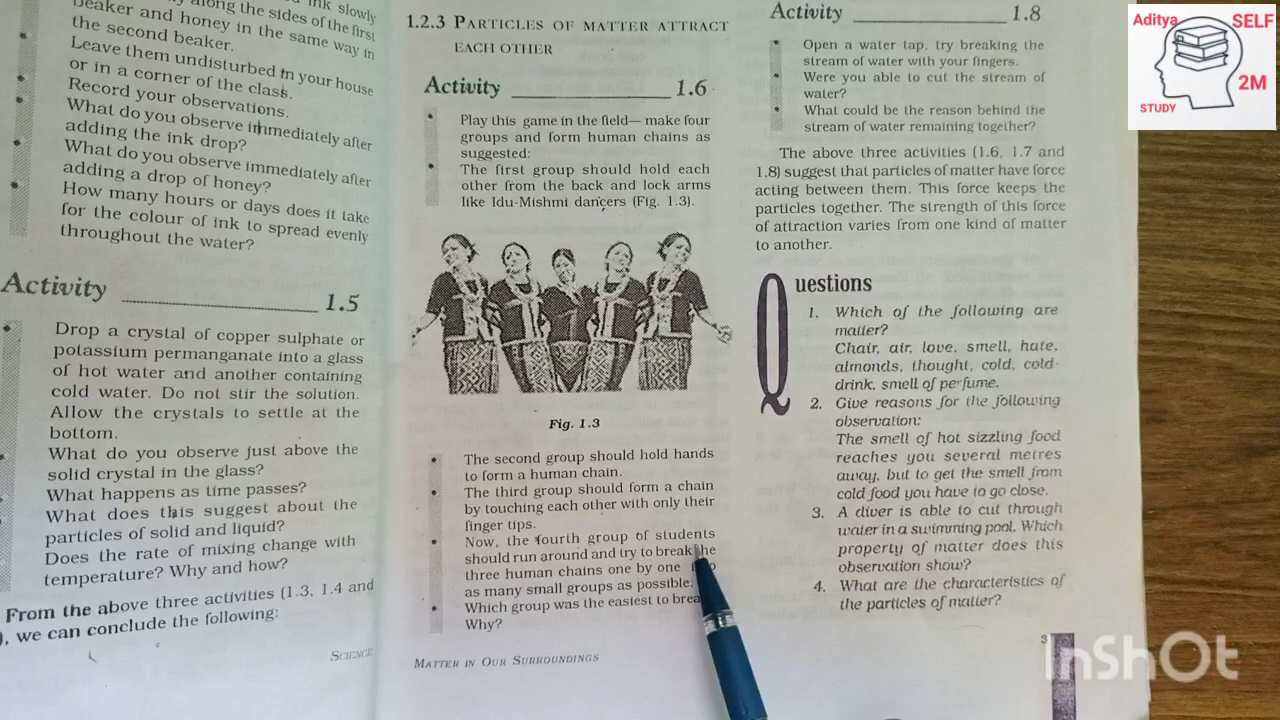 ink slowly
along the sides of the first
beaker and honey in the same way in
the second beaker.
Leave them undisturbed in your house
or in a corner of the class.
Record your observations.
What do you observe immediately after
adding the ink drop?
What do you observe immediately after
adding a drop of honey?
How many hours or days does it take
for the colour of ink to spread evenly
throughout the water?
Activity 1.5
Drop a crystal of copper sulphate or
potassium permanganate into a glass
of hot water and another containing
cold water. Do not stir the solution.
Allow the crystals to settle at the
bottom.
What do you observe just above the
solid crystal in the glass?
What happens as time passes?
What does this suggest about the
particles of solid and liquid?
Does the rate of mixing change with
temperature? Why and how?
From the above three activities (1.3, 1.4 and
), we can conclude the following:
SCIENCE
1.2.3 PARTICLES OF MATTER ATTRACT
EACH OTHER
Activity 1.6
Play this game in the field— make four
groups and form human chains as
suggested:
The first group should hold each
other from the back and lock arms
like Idu-Mishmi dancers (Fig. 1.3).
Fig. 1.3
The second group should hold hands
to form a human chain.
The third group should form a chain
by touching each other with only their
finger tips.
Now, the fourth group of students
should run around and try to break the
three human chains one by one
as many small groups as possible.
Which group was the easiest to
Why?
MATTER IN OUR SURROUNDINGS
Activity 1.8
Open a water tap, try breaking the
stream of water with your fingers.
Were you able to cut the stream of
water?
What could be the reason behind the
stream of water remaining together?
The above three activities (1.6, 1.7 and
1.8) suggest that particles of matter have force
acting between them. This force keeps the
particles together. The strength of this force
of attraction varies from one kind of matter
to another.
Questions
1. Which of the following are
matter?
Chair, air, love, smell, hate,
almonds, thought, cold, cold-
drink, smell of perfume.
2. Give reasons for the following
observation:
The smell of hot sizzling food
reaches you several metres
away, but to get the smell from
cold food you have to go close.
3. A diver is able to cut through
water in a swimming pool. Which
property of matter does this
observation show?
4. What are the characteristics of
the particles of matter?
3
Aditya SELF
2M
STUDY
InShOt